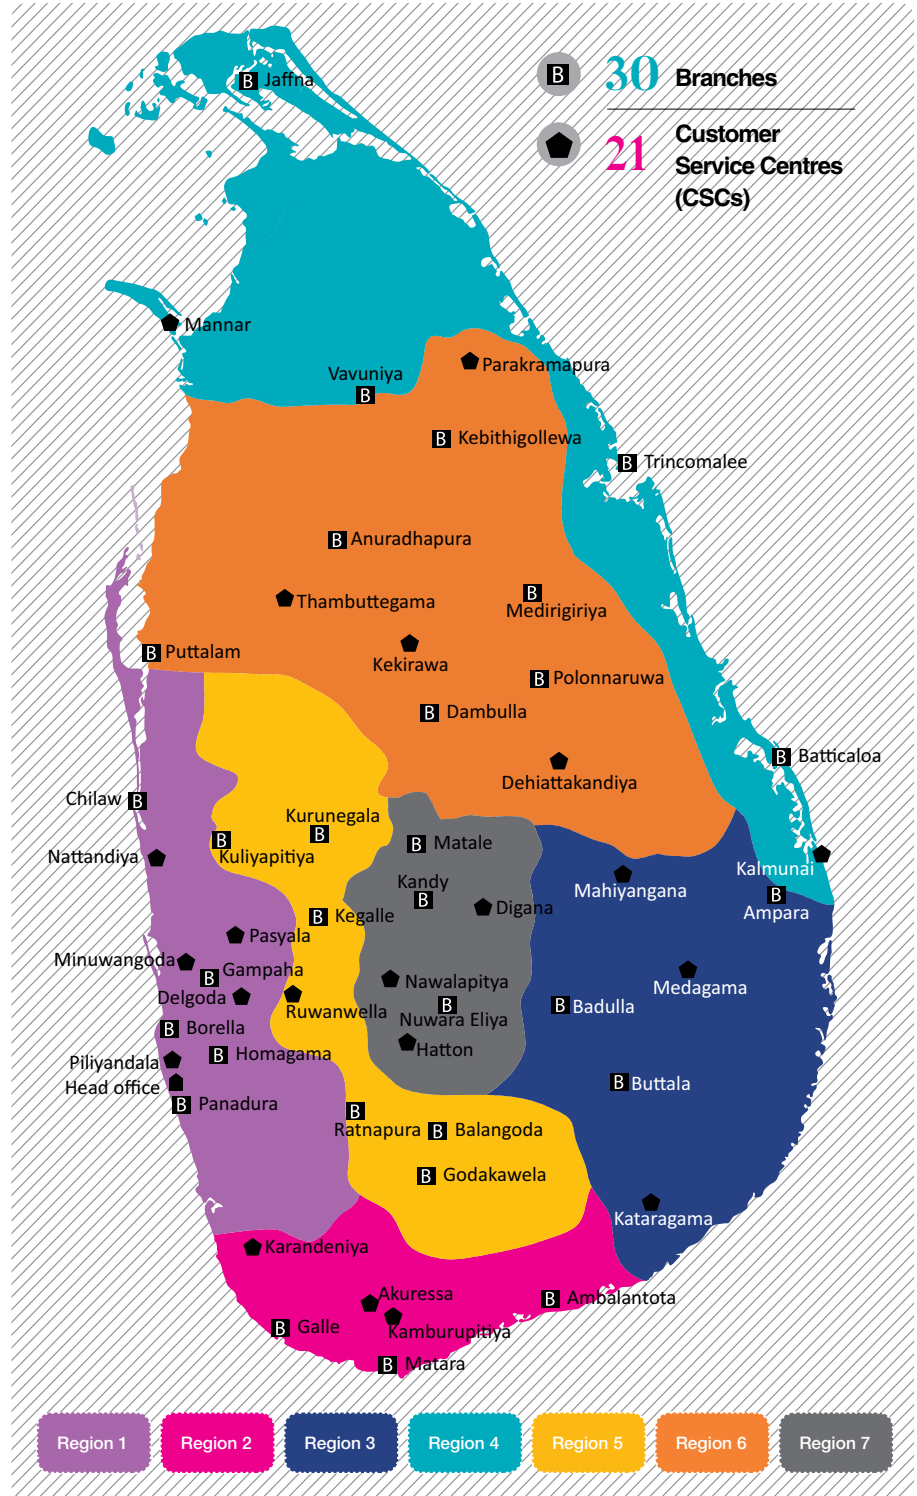 B Jaffna
B 30 Branches
21 Customer
Service Centres
(CSCs)
Mannar
Vavuniya
B
Parakramapura
B Kebithigollewa
B Trincomalee
B Anuradhapura
Thambuttegama
B
Medirigiriya
Kekirawa
B Puttalam
B Polonnaruwa
B Dambulla
B Batticaloa
Dehiattakandiya
Chilaw B
Kurunegala
B
B
Kuliyapitiya
B Matale
Nattandiya
Kalmunai
Mahiyangana
Kandy
B
Digana
B
Ampara
B Kegalle
Pasyala
Minuwangoda
B Gampaha
Delgoda
Ruwanwella
Nawalapitya
B
Nuwara Eliya
Medagama
B Badulla
B Borella
Hatton
B Homagama
Piliyandala
Head office
B Panadura
B Buttala
B
Ratnapura
B Balangoda
B Godakawela
Kataragama
Karandeniya
Akuressa
B Ambalantota
B Galle
Kamburupitiya
B Matara
Region 1
Region 2
Region 3
Region 4
Region 5
Region 6
Region 7